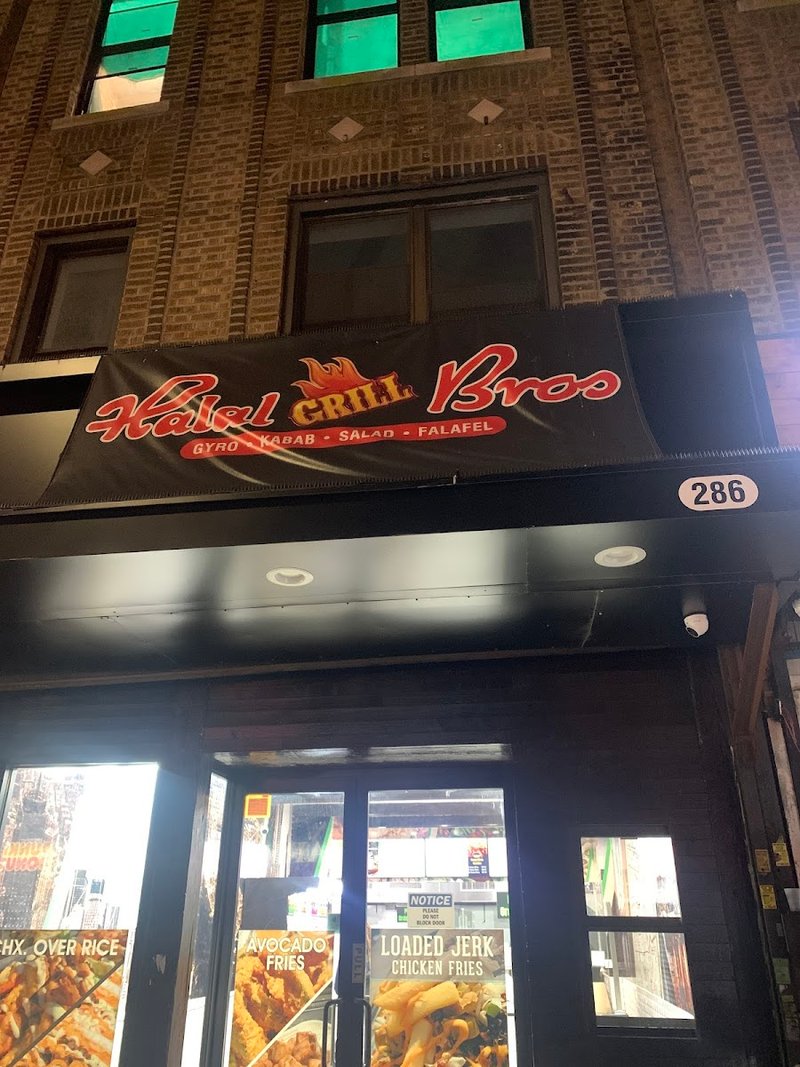 Halal GRILL Bros
GYRO • KABAB • SALAD • FALAFEL
286
NOTICE
PLEASE
DO NOT
BLOCK DOOR
CHX. OVER RICE
AVOCADO
FRIES
LOADED JERK
CHICKEN FRIES
PULL